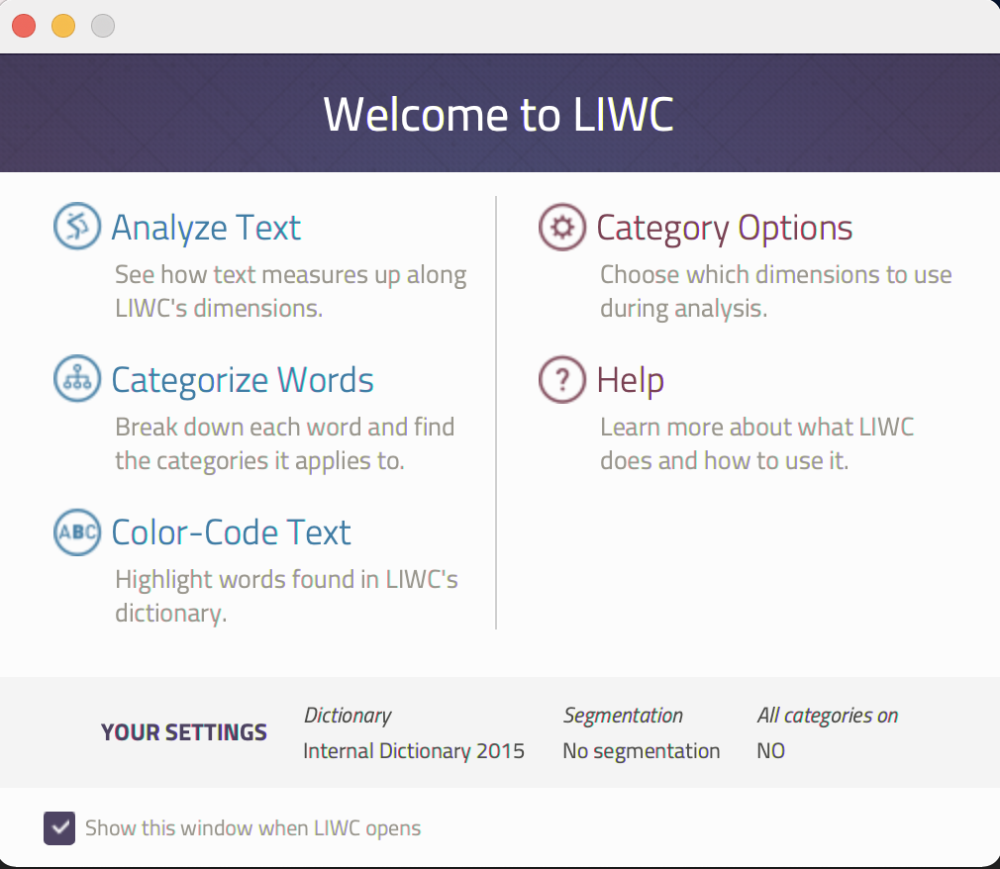 Welcome to LIWC
Analyze Text
See how text measures up along
LIWC's dimensions.
Categorize Words
Break down each word and find
the categories it applies to.
ABC
Color-Code Text
Highlight words found in LIWC's
dictionary.
Category Options
Choose which dimensions to use
during analysis.
?
Help
Learn more about what LIWC
does and how to use it.
YOUR SETTINGS
Dictionary
Internal Dictionary 2015
Segmentation
No segmentation
All categories on
NO
Show this window when LIWC opens